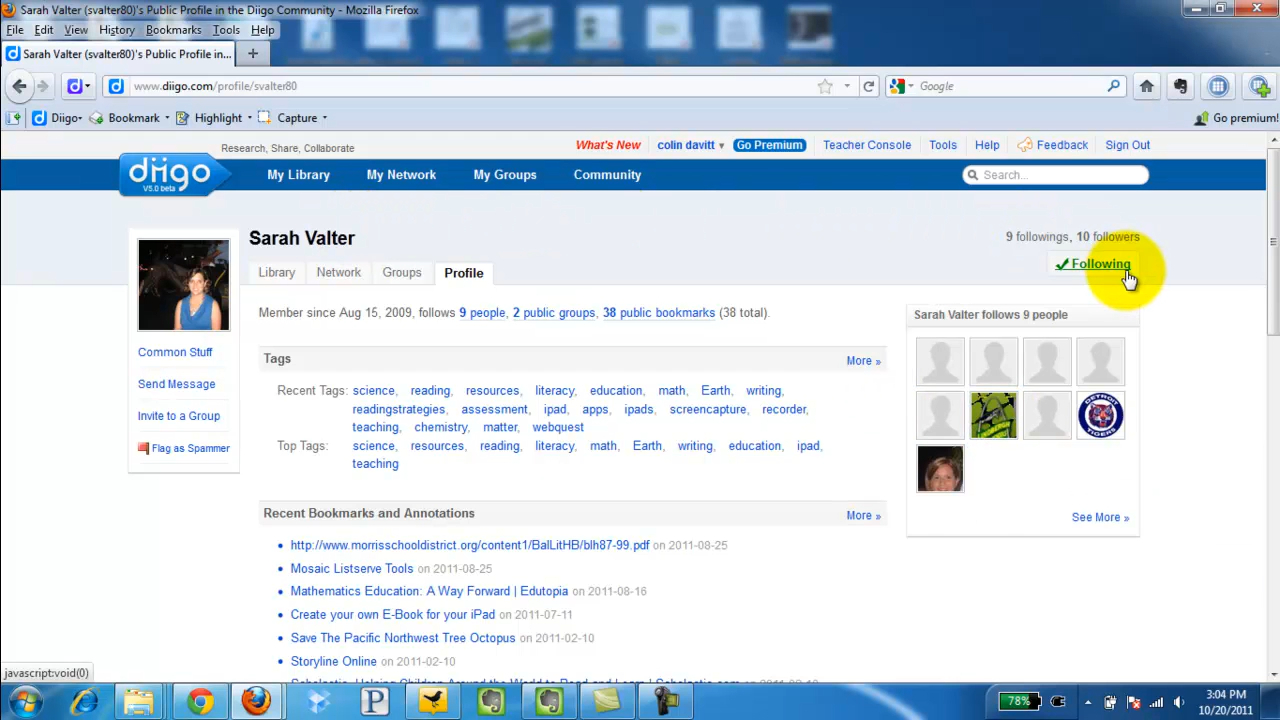 Sarah Valter (svalter80)'s Public Profile in the Diigo Community - Mozilla Firefox
File Edit View History Bookmarks Tools Help
Sarah Valter (svalter80)'s Public Profile in...
www.diigo.com/profile/svalter80 Google
Diigo Bookmark Highlight Capture Go premium!
Research, Share, Collaborate What's New colin davitt Go Premium Teacher Console Tools Help Feedback Sign Out
diigo V5.0 beta My Library My Network My Groups Community Search...
Sarah Valter
9 followings, 10 followers
Following
Library Network Groups Profile
Member since Aug 15, 2009, follows 9 people, 2 public groups, 38 public bookmarks (38 total).
Common Stuff
Send Message
Invite to a Group
Flag as Spammer
Tags More »
Recent Tags: science, reading, resources, literacy, education, math, Earth, writing,
readingstrategies, assessment, ipad, apps, ipads, screencapture, recorder,
teaching, chemistry, matter, webquest
Top Tags: science, resources, reading, literacy, math, Earth, writing, education, ipad,
teaching
Sarah Valter follows 9 people
DETROIT TIGERS
See More »
Recent Bookmarks and Annotations More »
http://www.morrisschooldistrict.org/content1/BalLitHB/blh87-99.pdf on 2011-08-25
Mosaic Listserve Tools on 2011-08-25
Mathematics Education: A Way Forward | Edutopia on 2011-08-16
Create your own E-Book for your iPad on 2011-07-11
Save The Pacific Northwest Tree Octopus on 2011-02-10
Storyline Online on 2011-02-10
javascript:void(0)
78% 3:04 PM
10/20/2011